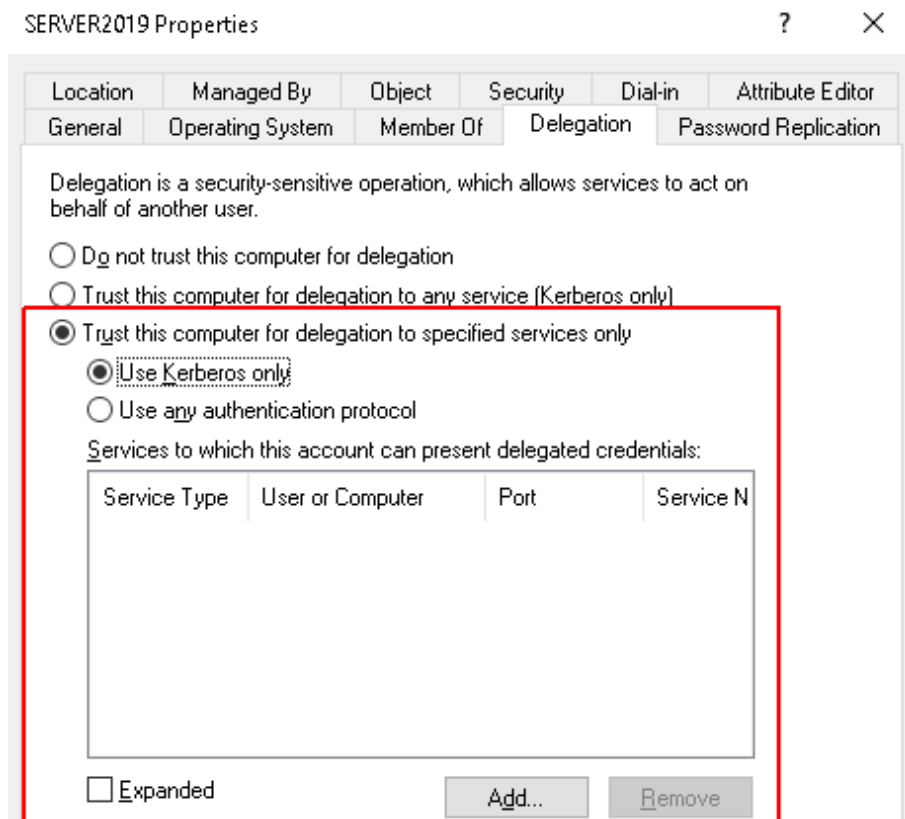 SERVER2019 Properties ? ✕
Location Managed By Object Security Dial-in Attribute Editor
General Operating System Member Of Delegation Password Replication
Delegation is a security-sensitive operation, which allows services to act on
behalf of another user.
Do not trust this computer for delegation
Trust this computer for delegation to any service (Kerberos only)
Trust this computer for delegation to specified services only
Use Kerberos only
Use any authentication protocol
Services to which this account can present delegated credentials:
Service Type User or Computer Port Service N
Expanded Add... Remove